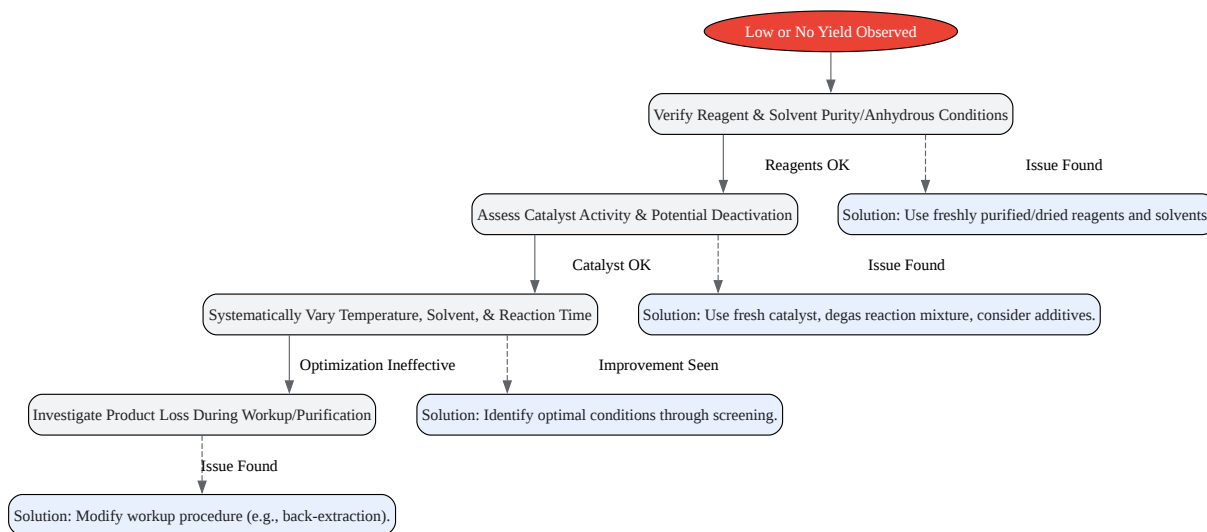 Low or No Yield Observed
Verify Reagent & Solvent Purity/Anhydrous Conditions
Reagents OK
Issue Found
Assess Catalyst Activity & Potential Deactivation
Solution: Use freshly purified/dried reagents and solvents
Catalyst OK
Issue Found
Systematically Vary Temperature, Solvent, & Reaction Time
Solution: Use fresh catalyst, degas reaction mixture, consider additives.
Optimization Ineffective
Improvement Seen
Investigate Product Loss During Workup/Purification
Solution: Identify optimal conditions through screening.
Issue Found
Solution: Modify workup procedure (e.g., back-extraction).